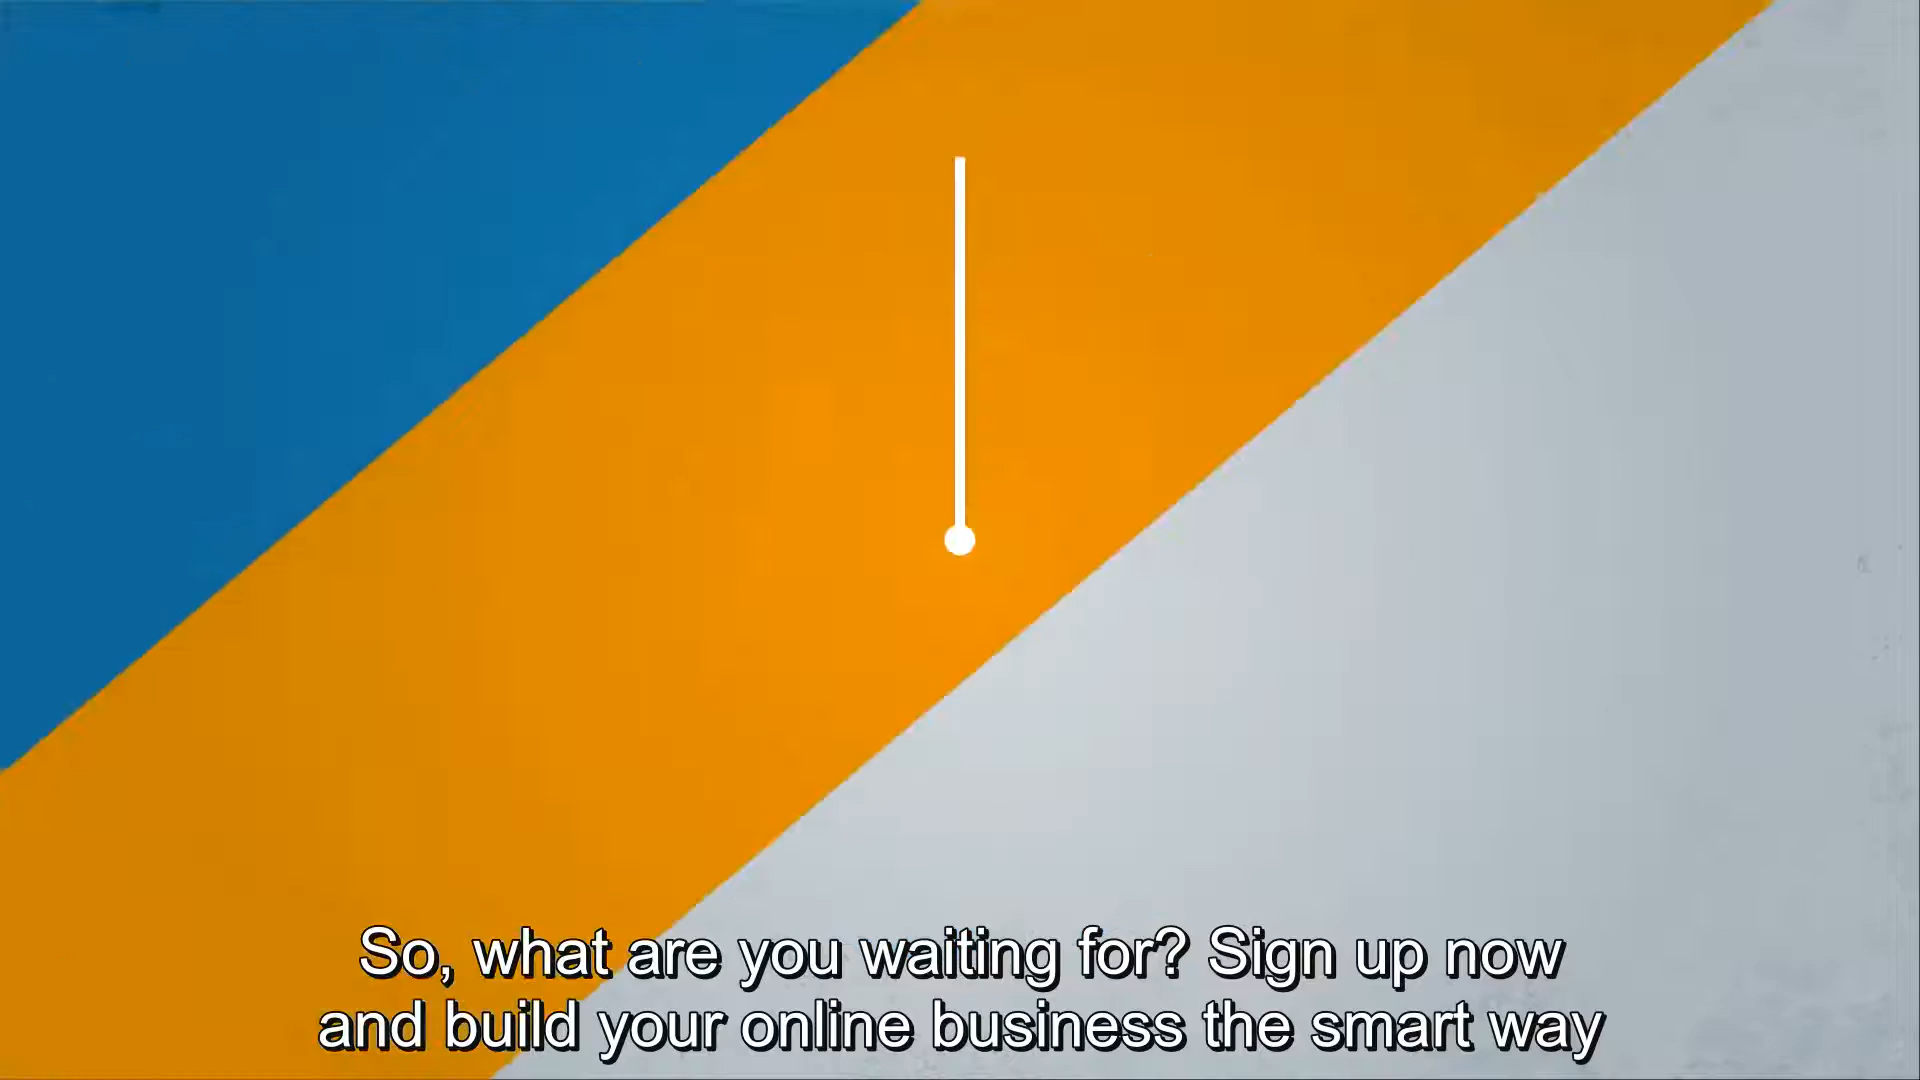 So, what are you waiting for? Sign up now
and build your online business the smart way